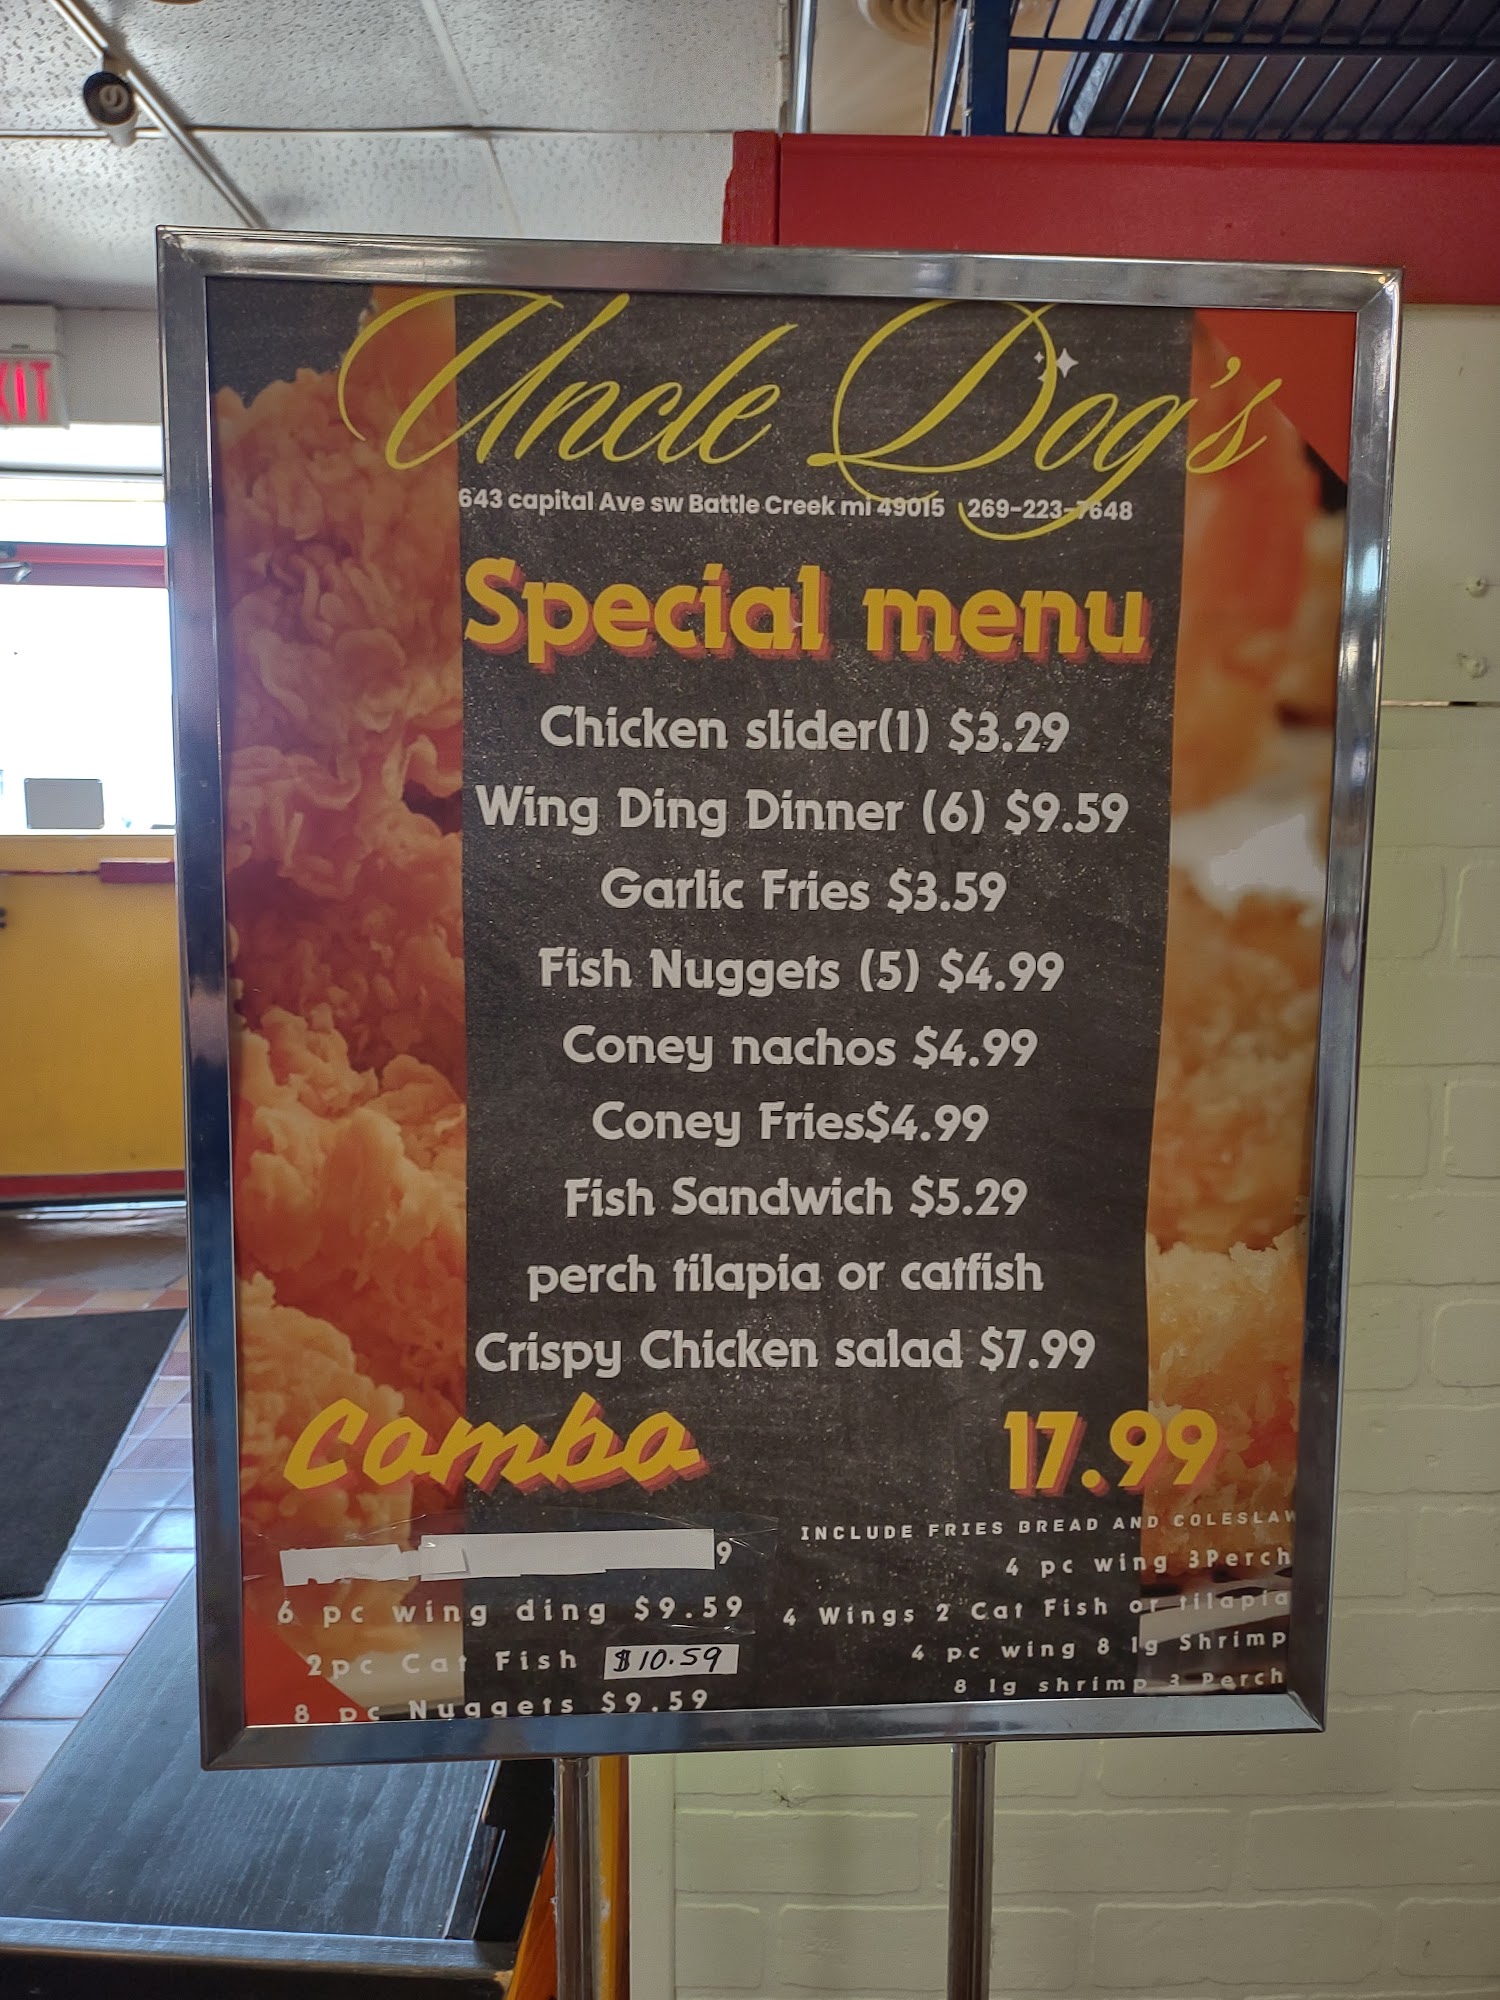 XIT
Uncle Dog's
643 capital Ave sw Battle Creek mi 49015 269-223-7648
Special menu
Chicken slider(1) $3.29
Wing Ding Dinner (6) $9.59
Garlic Fries $3.59
Fish Nuggets (5) $4.99
Coney nachos $4.99
Coney Fries$4.99
Fish Sandwich $5.29
perch tilapia or catfish
Crispy Chicken salad $7.99
Combo
9
6 pc wing ding $9.59
2pc Cat Fish $10.59
8 pc Nuggets $9.59
17.99
INCLUDE FRIES BREAD AND COLESLAW
4 pc wing 3Perch
4 Wings 2 Cat Fish or tilapia
4 pc wing 8 lg Shrimp
8 lg shrimp 3 Perch